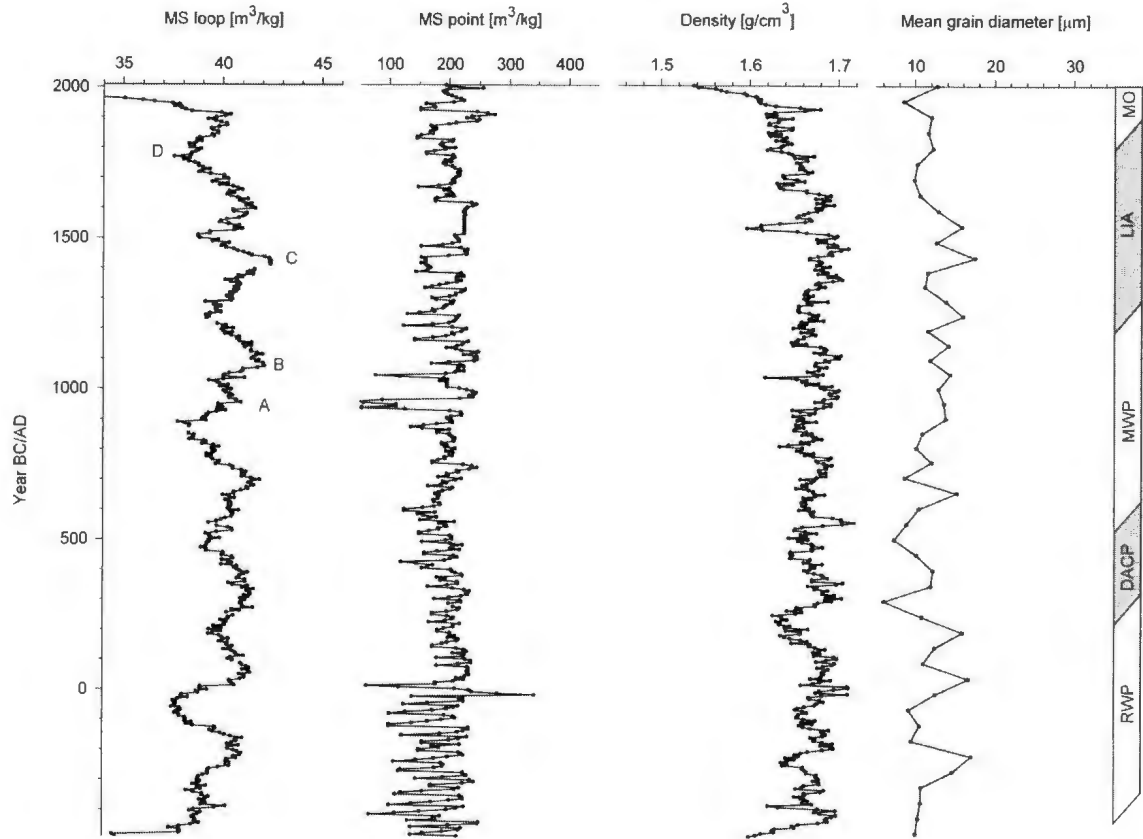 MS loop [m³/kg] MS point [m³/kg] Density [g/cm³] Mean grain diameter [μm]
35 40 45 100 200 300 400 1.5 1.6 1.7 10 20 30
2000
MO
D
LIA
1500
C
B
1000
A
MWP
Year BC/AD
500
DACP
0
RWP